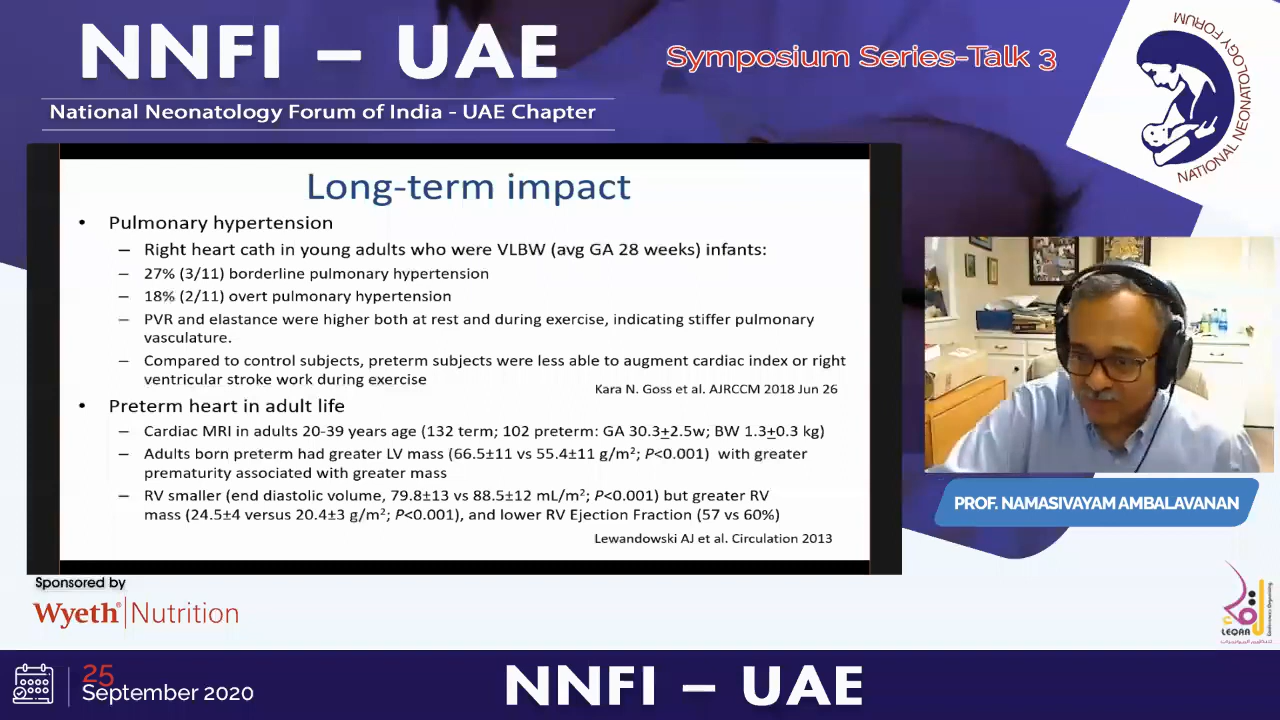 NNFI – UAE
Symposium Series-Talk 3
National Neonatology Forum of India - UAE Chapter
NATIONAL NEONATOLOGY FORUM
Long-term impact
• Pulmonary hypertension
– Right heart cath in young adults who were VLBW (avg GA 28 weeks) infants:
– 27% (3/11) borderline pulmonary hypertension
– 18% (2/11) overt pulmonary hypertension
– PVR and elastance were higher both at rest and during exercise, indicating stiffer pulmonary
vasculature.
– Compared to control subjects, preterm subjects were less able to augment cardiac index or right
ventricular stroke work during exercise
Kara N. Goss et al. AJRCCM 2018 Jun 26
• Preterm heart in adult life
– Cardiac MRI in adults 20-39 years age (132 term; 102 preterm: GA 30.3±2.5w; BW 1.3±0.3 kg)
– Adults born preterm had greater LV mass (66.5±11 vs 55.4±11 g/m²; P<0.001) with greater
prematurity associated with greater mass
– RV smaller (end diastolic volume, 79.8±13 vs 88.5±12 mL/m²; P<0.001) but greater RV
mass (24.5±4 versus 20.4±3 g/m²; P<0.001), and lower RV Ejection Fraction (57 vs 60%)
Lewandowski AJ et al. Circulation 2013
PROF. NAMASIVAYAM AMBALAVANAN
Sponsored by
Wyeth® Nutrition
LEQAA
25
September 2020
NNFI – UAE